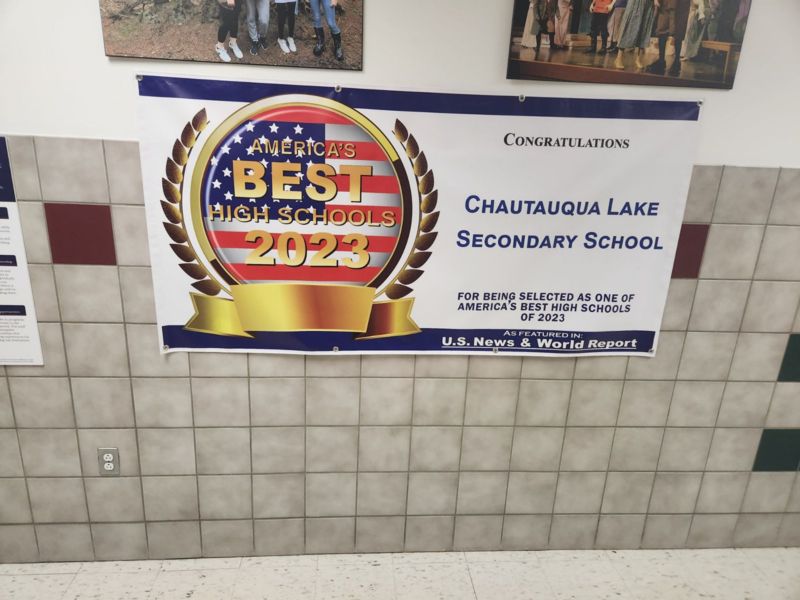 AMERICA'S
BEST
HIGH SCHOOLS
2023
CONGRATULATIONS
CHAUTAUQUA LAKE
SECONDARY SCHOOL
FOR BEING SELECTED AS ONE OF
AMERICA'S BEST HIGH SCHOOLS
OF 2023
AS FEATURED IN:
U.S. NEWS & WORLD REPORT